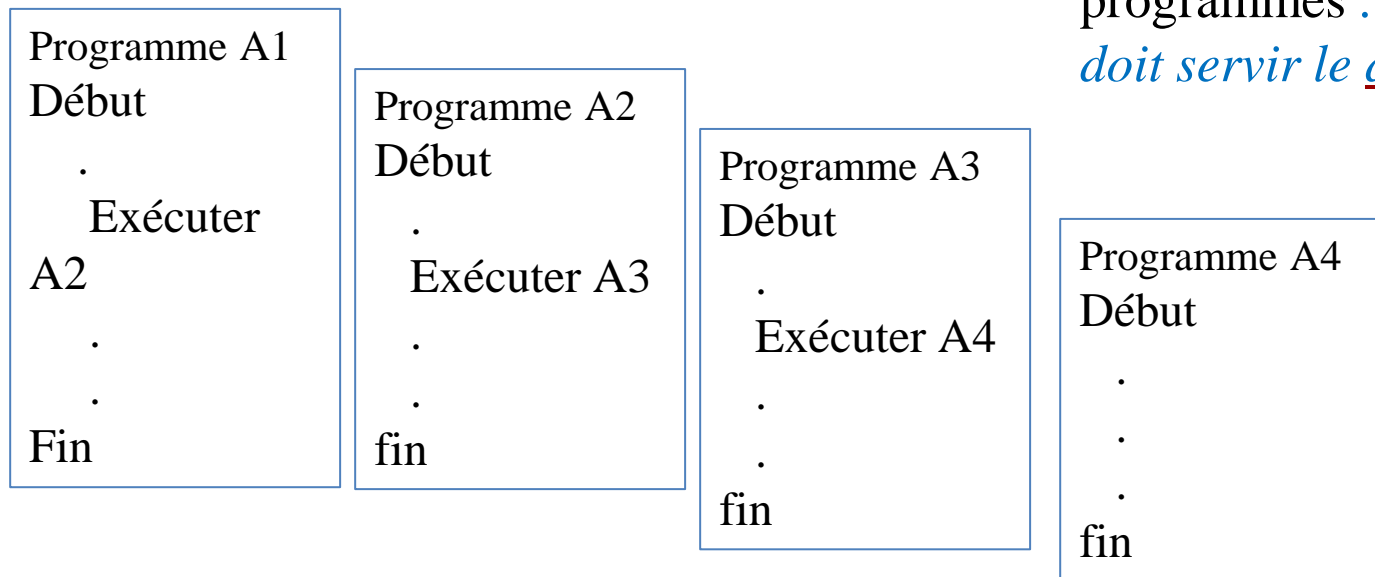 programmes .
doit servir le
Programme A1
Début
.
Exécuter
A2
.
.
Fin
Programme A2
Début
.
Exécuter A3
.
.
fin
Programme A3
Début
.
Exécuter A4
.
.
fin
Programme A4
Début
.
.
.
fin